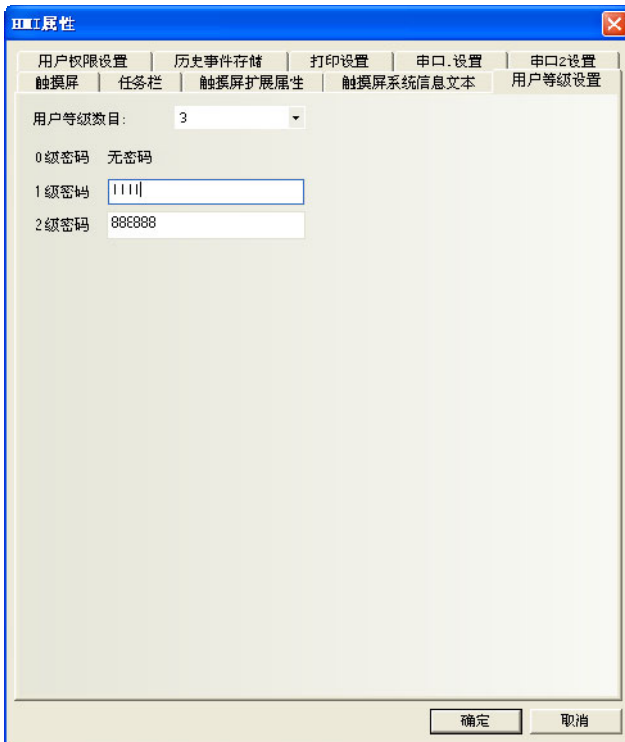 HMI属性
用户权限设置 历史事件存储 打印设置 串口.设置 串口2设置
触摸屏 任务栏 触摸屏扩展属性 触摸屏系统信息文本 用户等级设置
用户等级数目: 3
0级密码 无密码
1级密码 1111
2级密码 888888
确定 取消